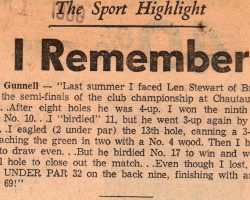 The Sport Highlight
I Remember
Gunnell — "Last summer I faced Len Stewart of Br
the semi-finals of the club championship at Chautau
...After eight holes he was 4-up. I won the ninth
No. 10. . . I "birdied" 11, but he went 3-up again by
. I eagled (2 under par) the 13th hole, canning a 3-
aching the green in two with a No. 4 wood. Then I b
to draw even. . . But he birdied No. 17 to win and w
l hole to close out the match. . .Even though I lost,
UNDER PAR 32 on the back nine, finishing with an
69!"